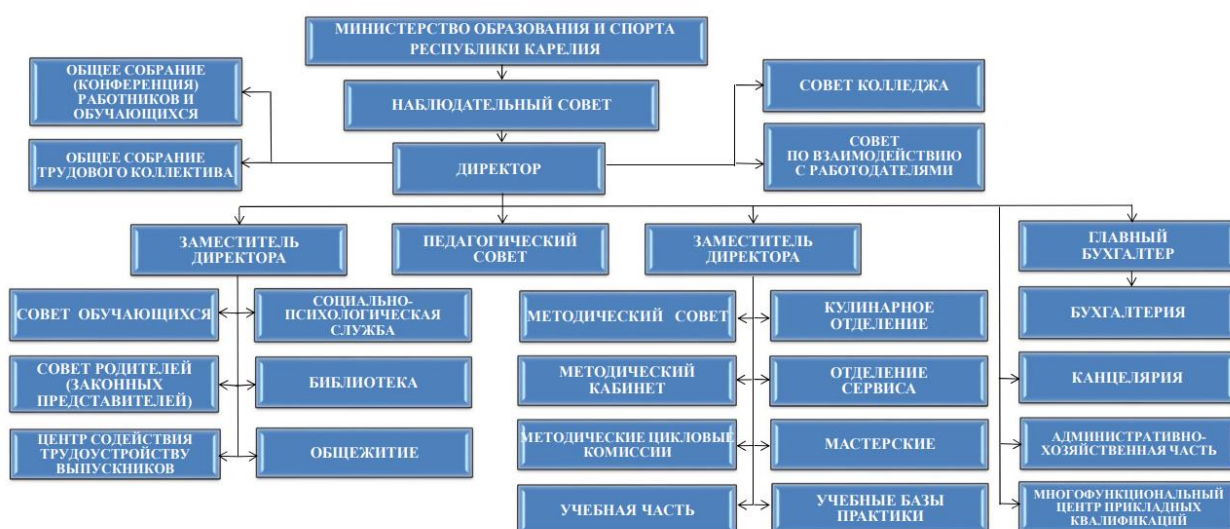 МИНИСТЕРСТВО ОБРАЗОВАНИЯ И СПОРТА
РЕСПУБЛИКИ КАРЕЛИЯ
ОБЩЕЕ СОБРАНИЕ
(КОНФЕРЕНЦИЯ)
РАБОТНИКОВ И
ОБУЧАЮЩИХСЯ
НАБЛЮДАТЕЛЬНЫЙ СОВЕТ
СОВЕТ КОЛЛЕДЖА
ОБЩЕЕ СОБРАНИЕ
ТРУДОВОГО КОЛЛЕКТИВА
ДИРЕКТОР
СОВЕТ
ПО ВЗАИМОДЕЙСТВИЮ
С РАБОТОДАТЕЛЯМИ
ЗАМЕСТИТЕЛЬ
ДИРЕКТОРА
ПЕДАГОГИЧЕСКИЙ
СОВЕТ
ЗАМЕСТИТЕЛЬ
ДИРЕКТОРА
ГЛАВНЫЙ
БУХГАЛТЕР
СОВЕТ ОБУЧАЮЩИХСЯ
СОЦИАЛЬНО-
ПСИХОЛОГИЧЕСКАЯ
СЛУЖБА
МЕТОДИЧЕСКИЙ СОВЕТ
КУЛИНАРНОЕ
ОТДЕЛЕНИЕ
БУХГАЛТЕРИЯ
СОВЕТ РОДИТЕЛЕЙ
(ЗАКОННЫХ
ПРЕДСТАВИТЕЛЕЙ)
БИБЛИОТЕКА
МЕТОДИЧЕСКИЙ
КАБИНЕТ
ОТДЕЛЕНИЕ
СЕРВИСА
КАНЦЕЛЯРИЯ
ЦЕНТР СОДЕЙСТВИЯ
ТРУДОУСТРОЙСТВУ
ВЫПУСКНИКОВ
ОБЩЕЖИТИЕ
МЕТОДИЧЕСКИЕ ЦИКЛОВЫЕ
КОМИССИИ
МАСТЕРСКИЕ
АДМИНИСТРАТИВНО-
ХОЗЯЙСТВЕННАЯ ЧАСТЬ
УЧЕБНАЯ ЧАСТЬ
УЧЕБНЫЕ БАЗЫ
ПРАКТИКИ
МНОГОФУНКЦИОНАЛЬНЫЙ
ЦЕНТР ПРИКЛАДНЫХ
КВАЛИФИКАЦИЙ